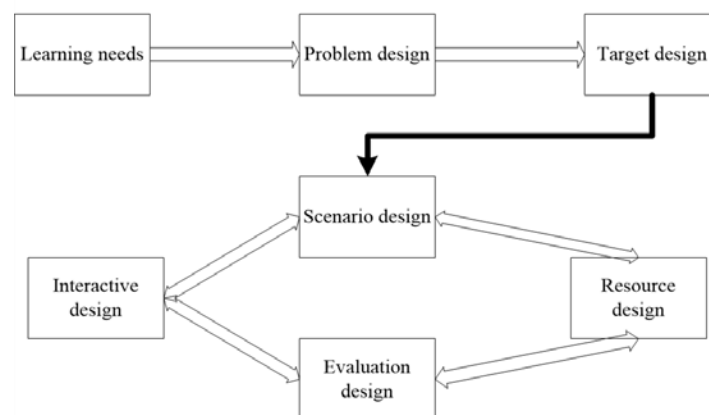 Learning needs
Problem design
Target design
Scenario design
Interactive
design
Resource
design
Evaluation
design